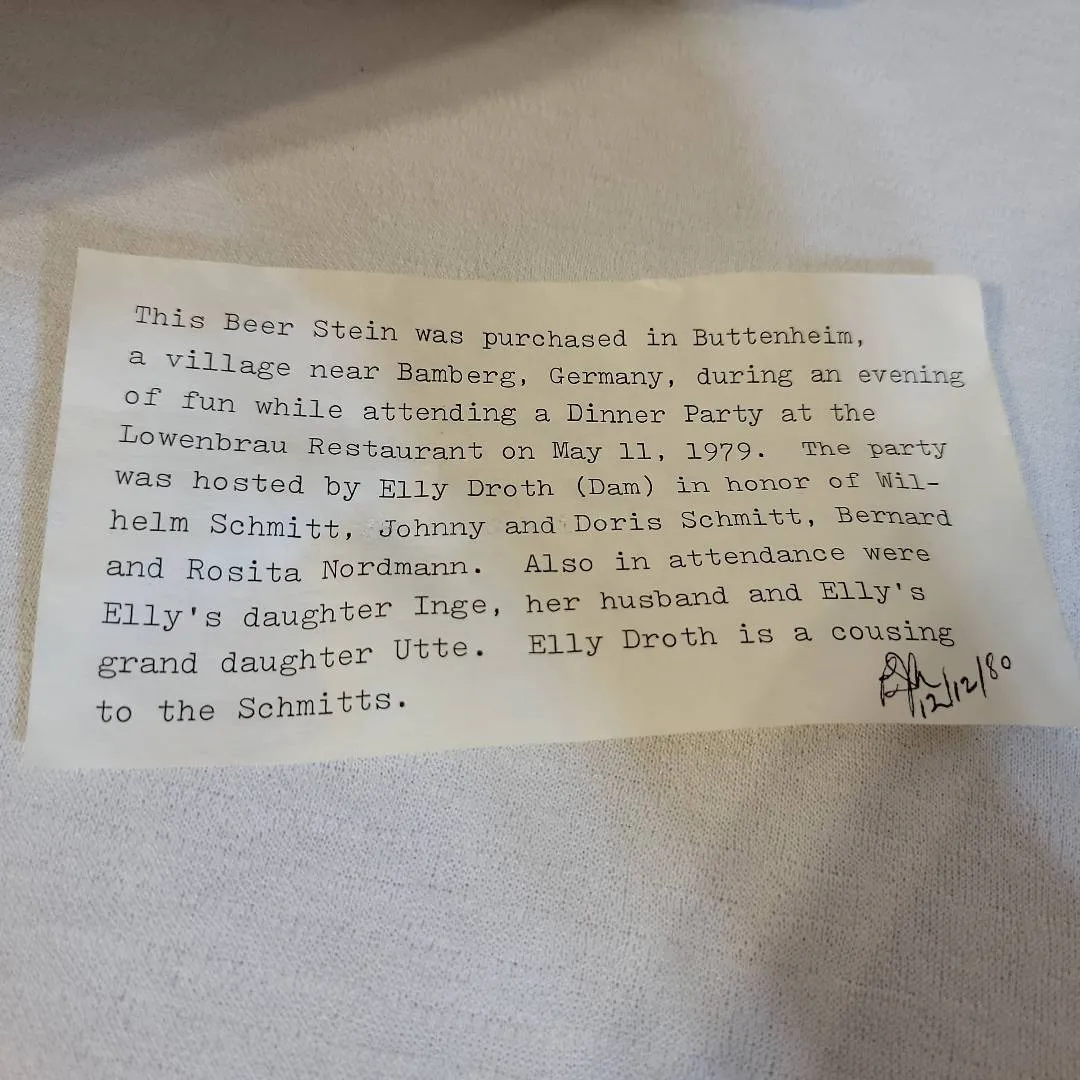 This Beer Stein was purchased in Buttenheim,
a village near Bamberg, Germany, during an evening
of fun while attending a Dinner Party at the
Lowenbrau Restaurant on May 11, 1979. The party
was hosted by Elly Droth (Dam) in honor of Wil-
helm Schmitt, Johnny and Doris Schmitt, Bernard
and Rosita Nordmann. Also in attendance were
Elly's daughter Inge, her husband and Elly's
grand daughter Utte. Elly Droth is a cousing
to the Schmitts.
12/12/80